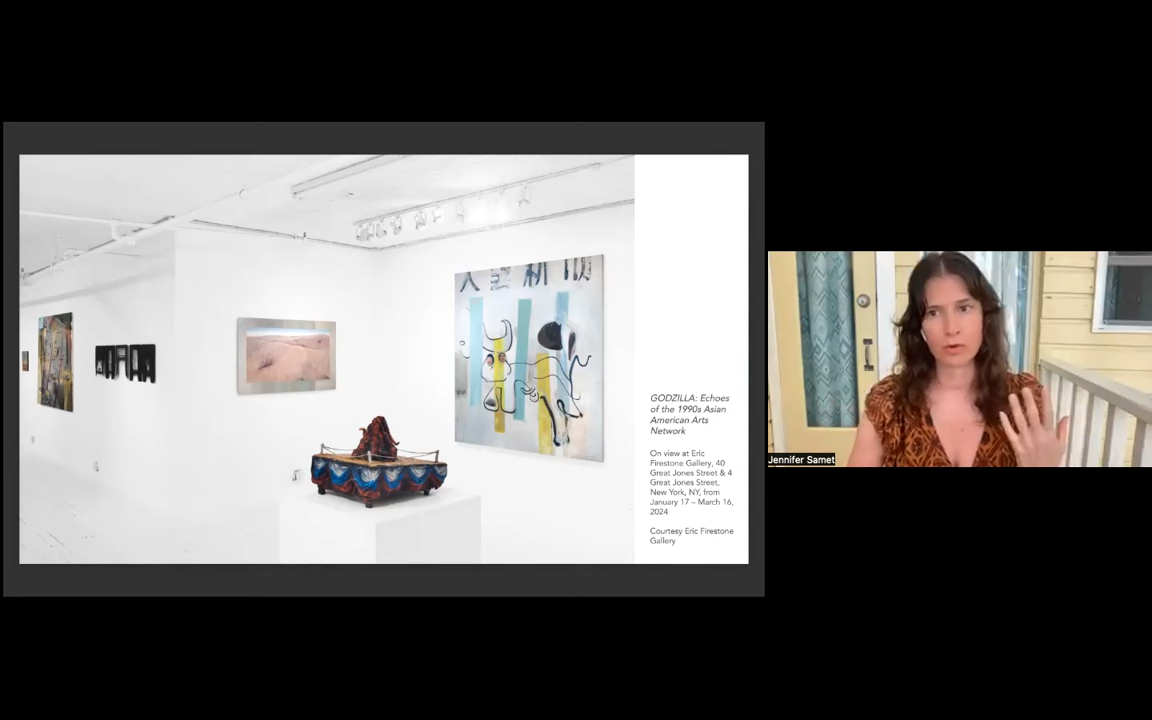 GODZILLA: Echoes
of the 1990s Asian
American Arts
Network
On view at Eric
Firestone Gallery, 40
Great Jones Street & 4
Great Jones Street,
New York, NY, from
January 17 – March 16,
2024
Courtesy Eric Firestone
Gallery
Jennifer Samet